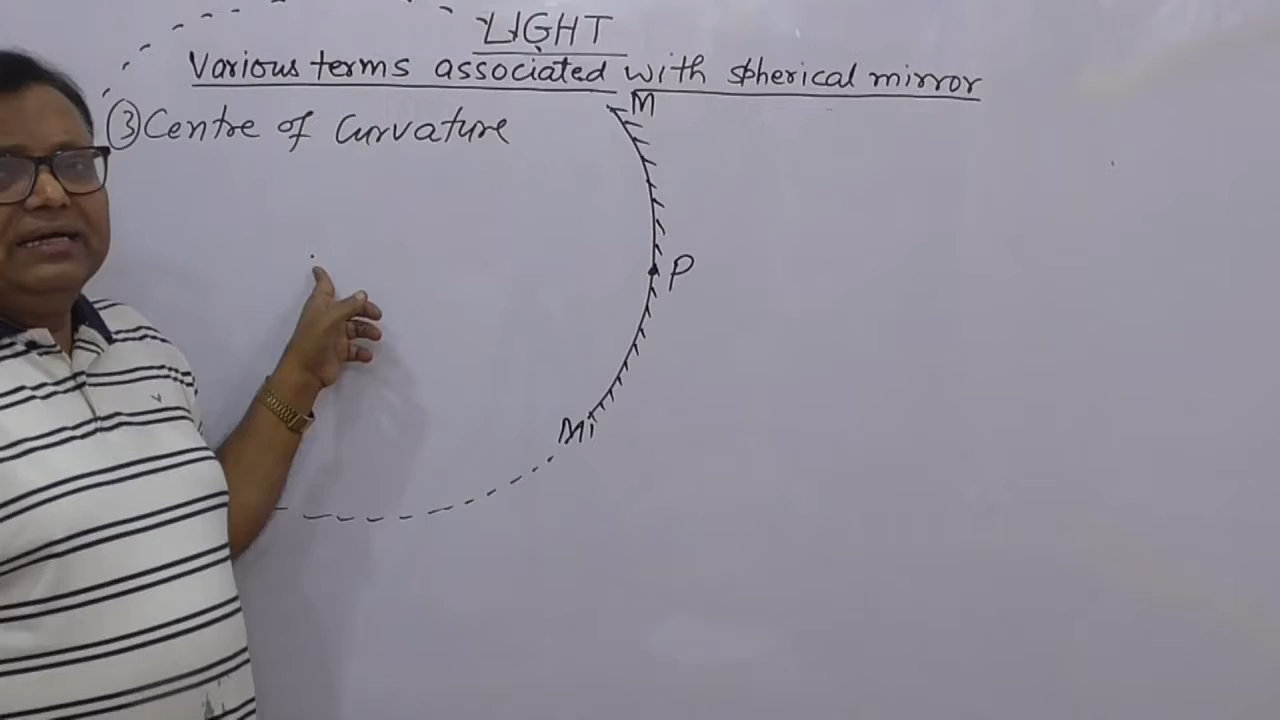 LIGHT
Various terms associated with spherical mirror
③ Centre of Curvature
M
P
M1